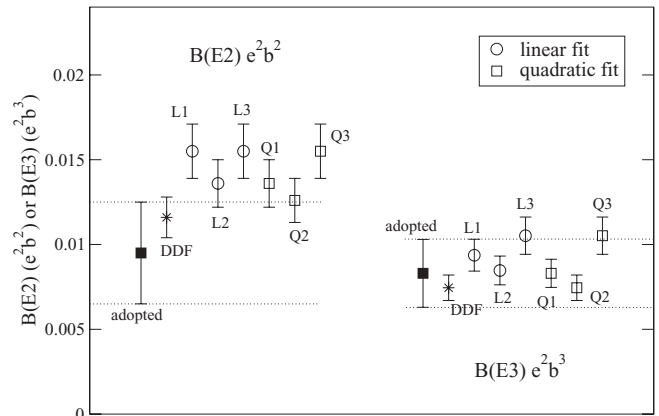 B(E2) e²b²
linear fit
quadratic fit
0.02
L1
L3
Q3
Q1
0.015
L2
Q2
L3
Q3
adopted
L1
0.01
DDF
L2
Q1
Q2
DDF
adopted
0.005
B(E3) e²b³
0
B(E2) (e²b²) or B(E3) (e²b³)